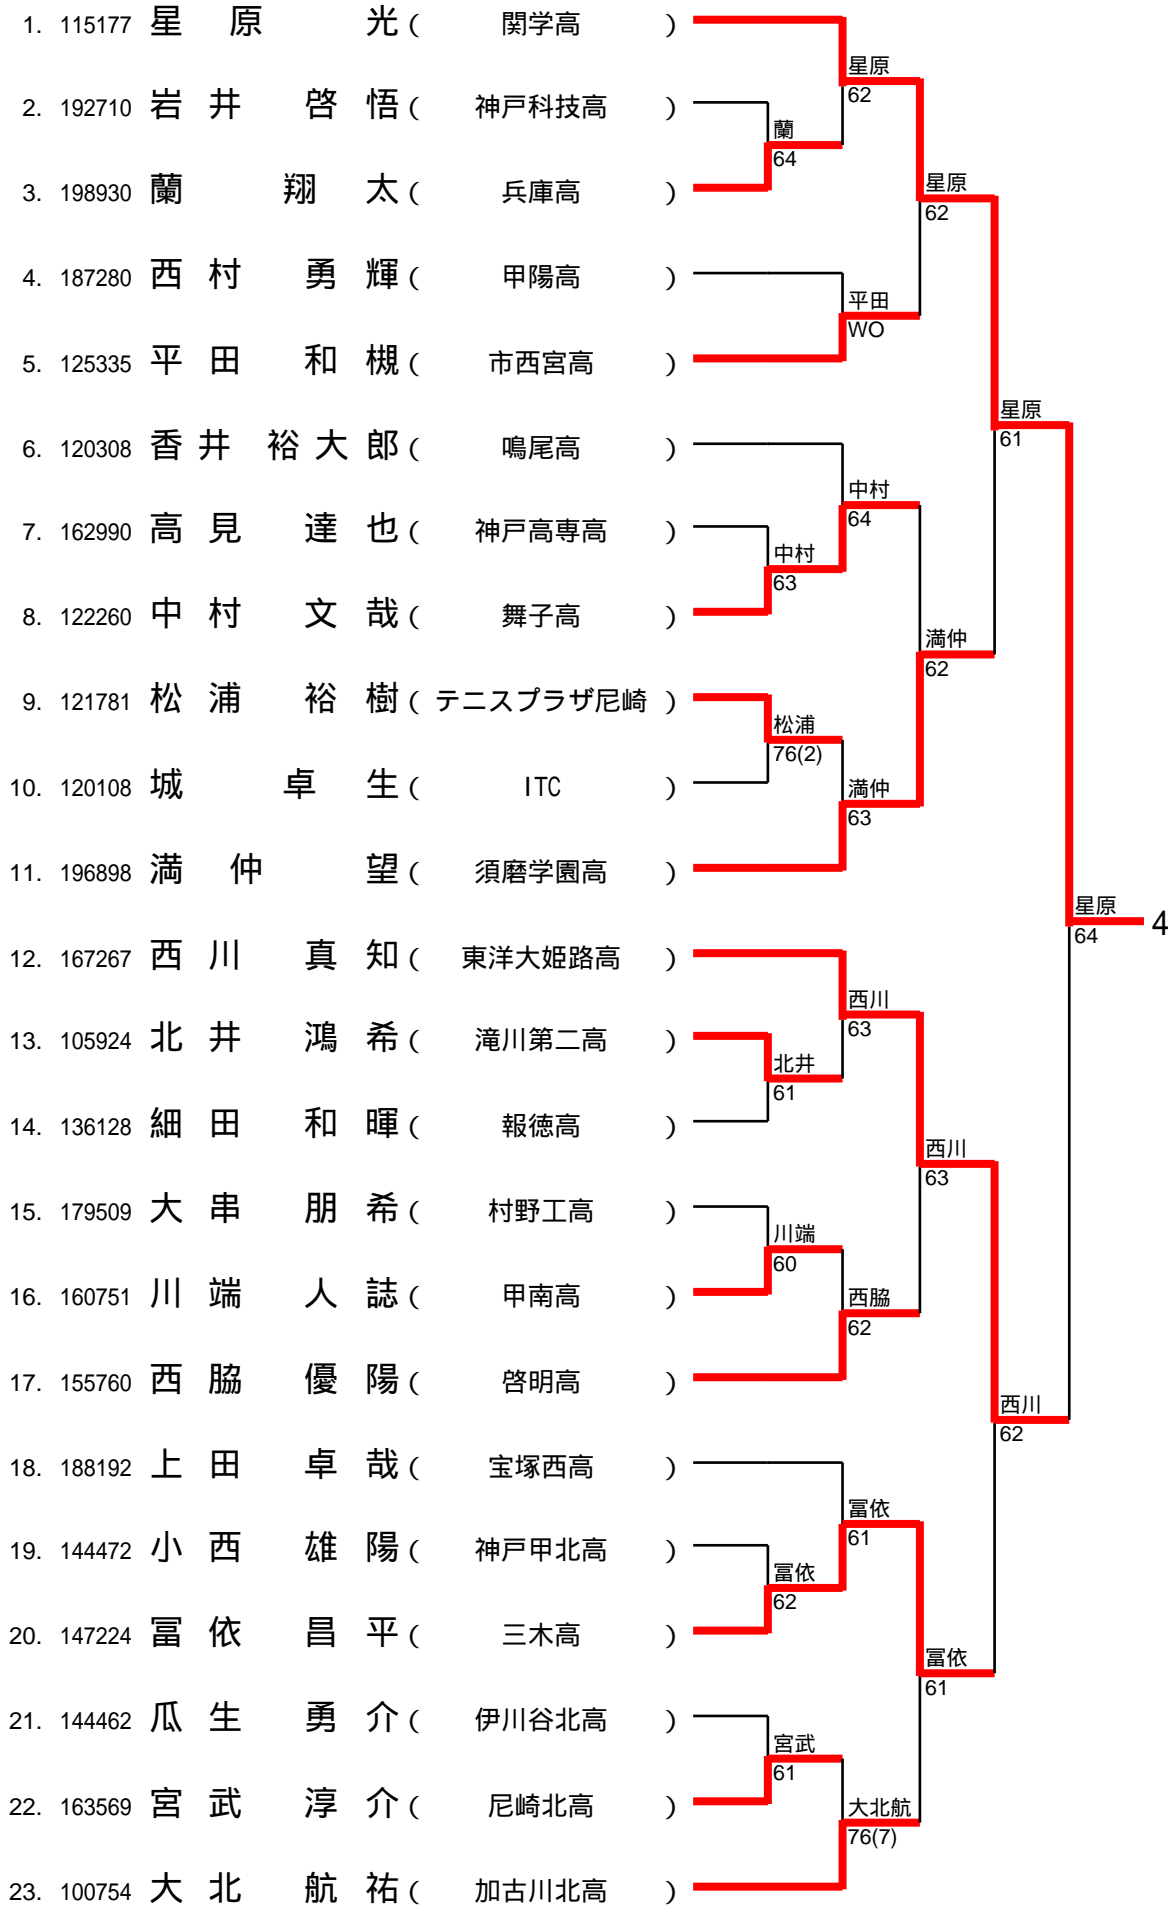 1. 115177 星原 光 ( 関学高 )
星原
62
2. 192710 岩井 啓悟 ( 神戸科技高 )
蘭
64
3. 198930 蘭 翔太 ( 兵庫高 )
星原
62
4. 187280 西村 勇輝 ( 甲陽高 )
平田
WO
5. 125335 平田 和槻 ( 市西宮高 )
星原
61
6. 120308 香井 裕大郎 ( 鳴尾高 )
中村
64
7. 162990 高見 達也 ( 神戸高専高 )
中村
63
8. 122260 中村 文哉 ( 舞子高 )
満仲
62
9. 121781 松浦 裕樹 ( テニスプラザ尼崎 )
松浦
76(2)
10. 120108 城 卓生 ( ITC )
満仲
63
11. 196898 満仲 望 ( 須磨学園高 )
星原 4
64
12. 167267 西川 真知 ( 東洋大姫路高 )
西川
63
13. 105924 北井 鴻希 ( 滝川第二高 )
北井
61
14. 136128 細田 和暉 ( 報徳高 )
西川
63
15. 179509 大串 朋希 ( 村野工高 )
川端
60
16. 160751 川端 人誌 ( 甲南高 )
西脇
62
17. 155760 西脇 優陽 ( 啓明高 )
西川
62
18. 188192 上田 卓哉 ( 宝塚西高 )
冨依
61
19. 144472 小西 雄陽 ( 神戸甲北高 )
冨依
62
20. 147224 冨依 昌平 ( 三木高 )
冨依
61
21. 144462 瓜生 勇介 ( 伊川谷北高 )
宮武
61
22. 163569 宮武 淳介 ( 尼崎北高 )
大北航
76(7)
23. 100754 大北 航祐 ( 加古川北高 )